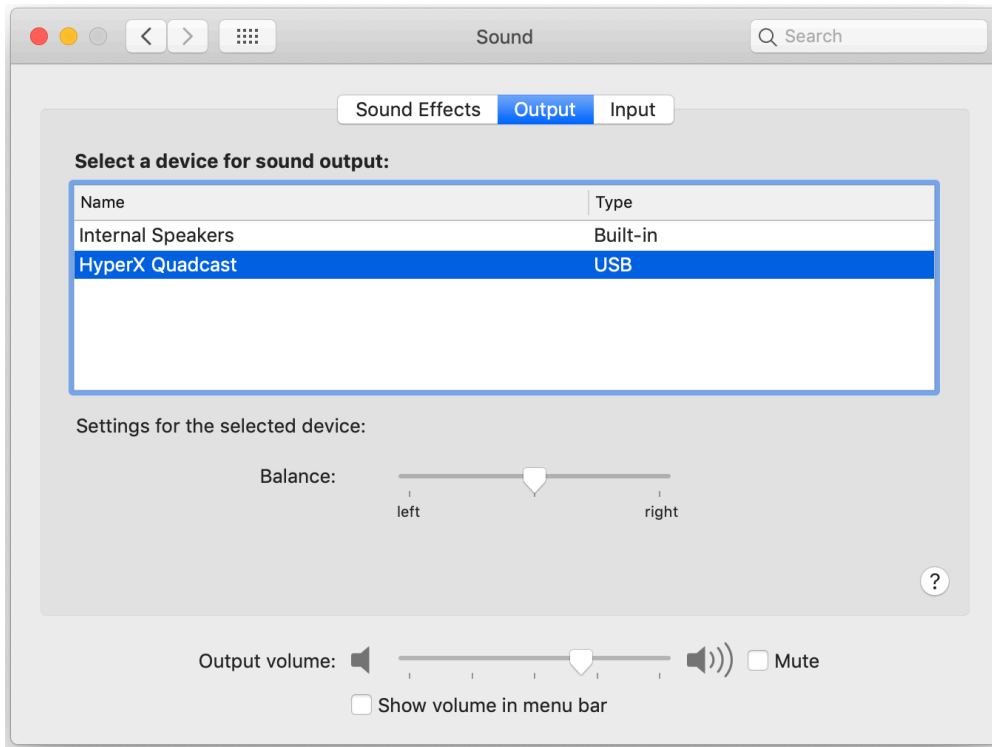 Sound
Search
Sound Effects Output Input
Select a device for sound output:
Name Type
Internal Speakers Built-in
HyperX Quadcast USB
Settings for the selected device:
Balance:
left right
?
Output volume: Mute
Show volume in menu bar